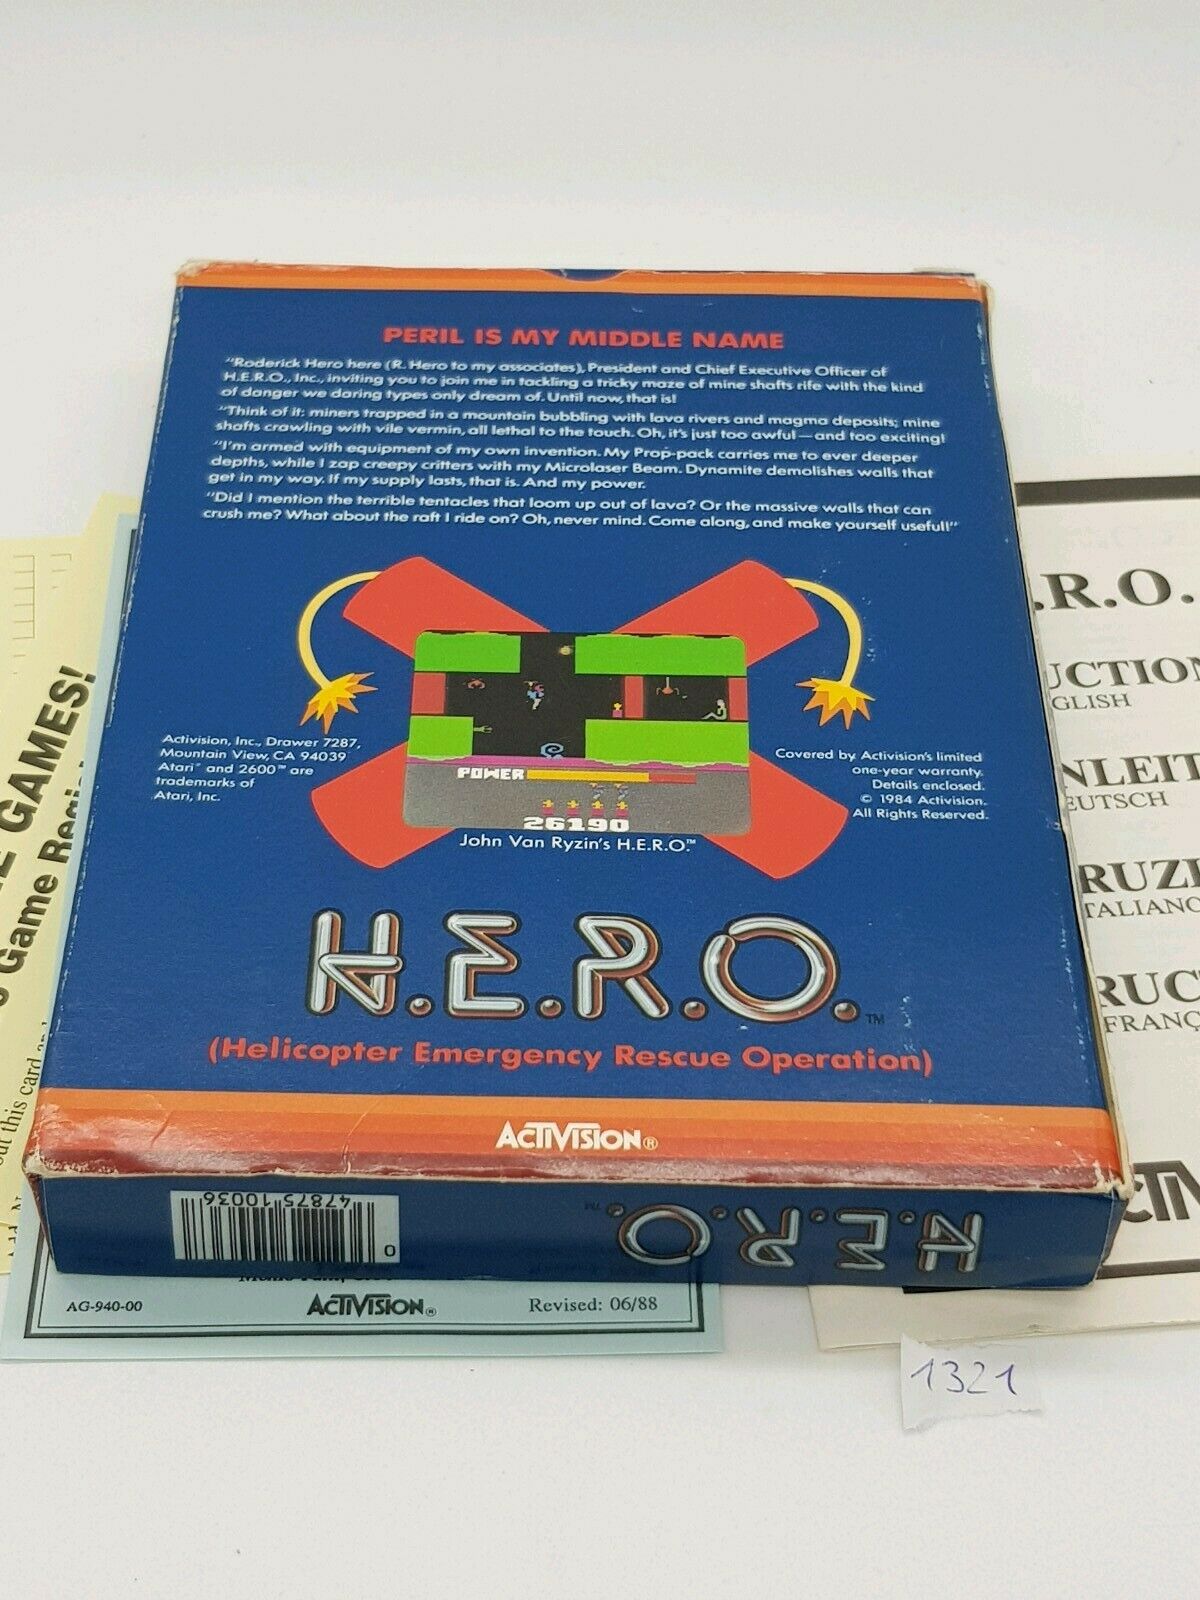 PERIL IS MY MIDDLE NAME
"Roderick Hero here (R. Hero to my associates), President and Chief Executive Officer of
H.E.R.O., Inc., inviting you to join me in tackling a tricky maze of mine shafts rife with the kind
of danger we daring types only dream of. Until now, that is!
"Think of it: miners trapped in a mountain bubbling with lava rivers and magma deposits; mine
shafts crawling with vile vermin, all lethal to the touch. Oh, it's just too awful—and too exciting!
"I'm armed with equipment of my own invention. My Prop-pack carries me to ever deeper
depths, while I zap creepy critters with my Microlaser Beam. Dynamite demolishes walls that
get in my way. If my supply lasts, that is. And my power.
"Did I mention the terrible tentacles that loom up out of lava? Or the massive walls that can
crush me? What about the raft I ride on? Oh, never mind. Come along, and make yourself useful!"
Activision, Inc., Drawer 7287,
Mountain View, CA 94039
Atari® and 2600™ are
trademarks of
Atari, Inc.
POWER
26190
John Van Ryzin's H.E.R.O.™
Covered by Activision's limited
one-year warranty.
Details enclosed.
© 1984 Activision.
All Rights Reserved.
H.E.R.O.™
(Helicopter Emergency Rescue Operation)
ACTIVISION®
0 47875 10036
H.E.R.O.™
AG-940-00
ACTIVISION®
Revised: 06/88
GAMES!
Game
out this card
.R.O.
UCTION
GLISH
NLEIT
EUTSCH
RUZI
TALIANO
RUCT
FRANÇ
CTIV
1321